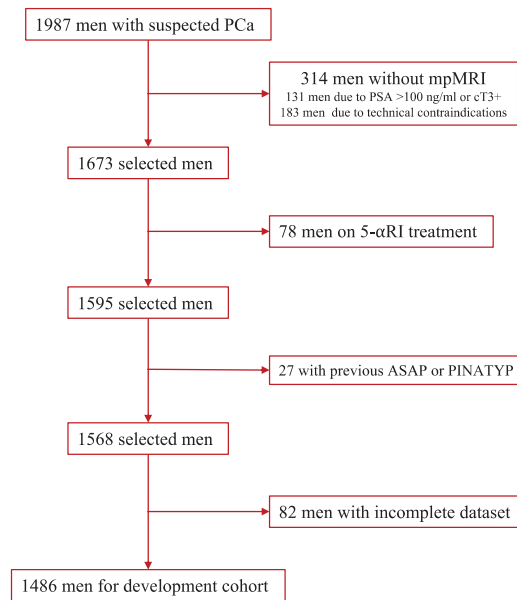 1987 men with suspected PCa
314 men without mpMRI
131 men due to PSA >100 ng/ml or cT3+
183 men due to technical contraindications
1673 selected men
78 men on 5-αRI treatment
1595 selected men
27 with previous ASAP or PINATYP
1568 selected men
82 men with incomplete dataset
1486 men for development cohort